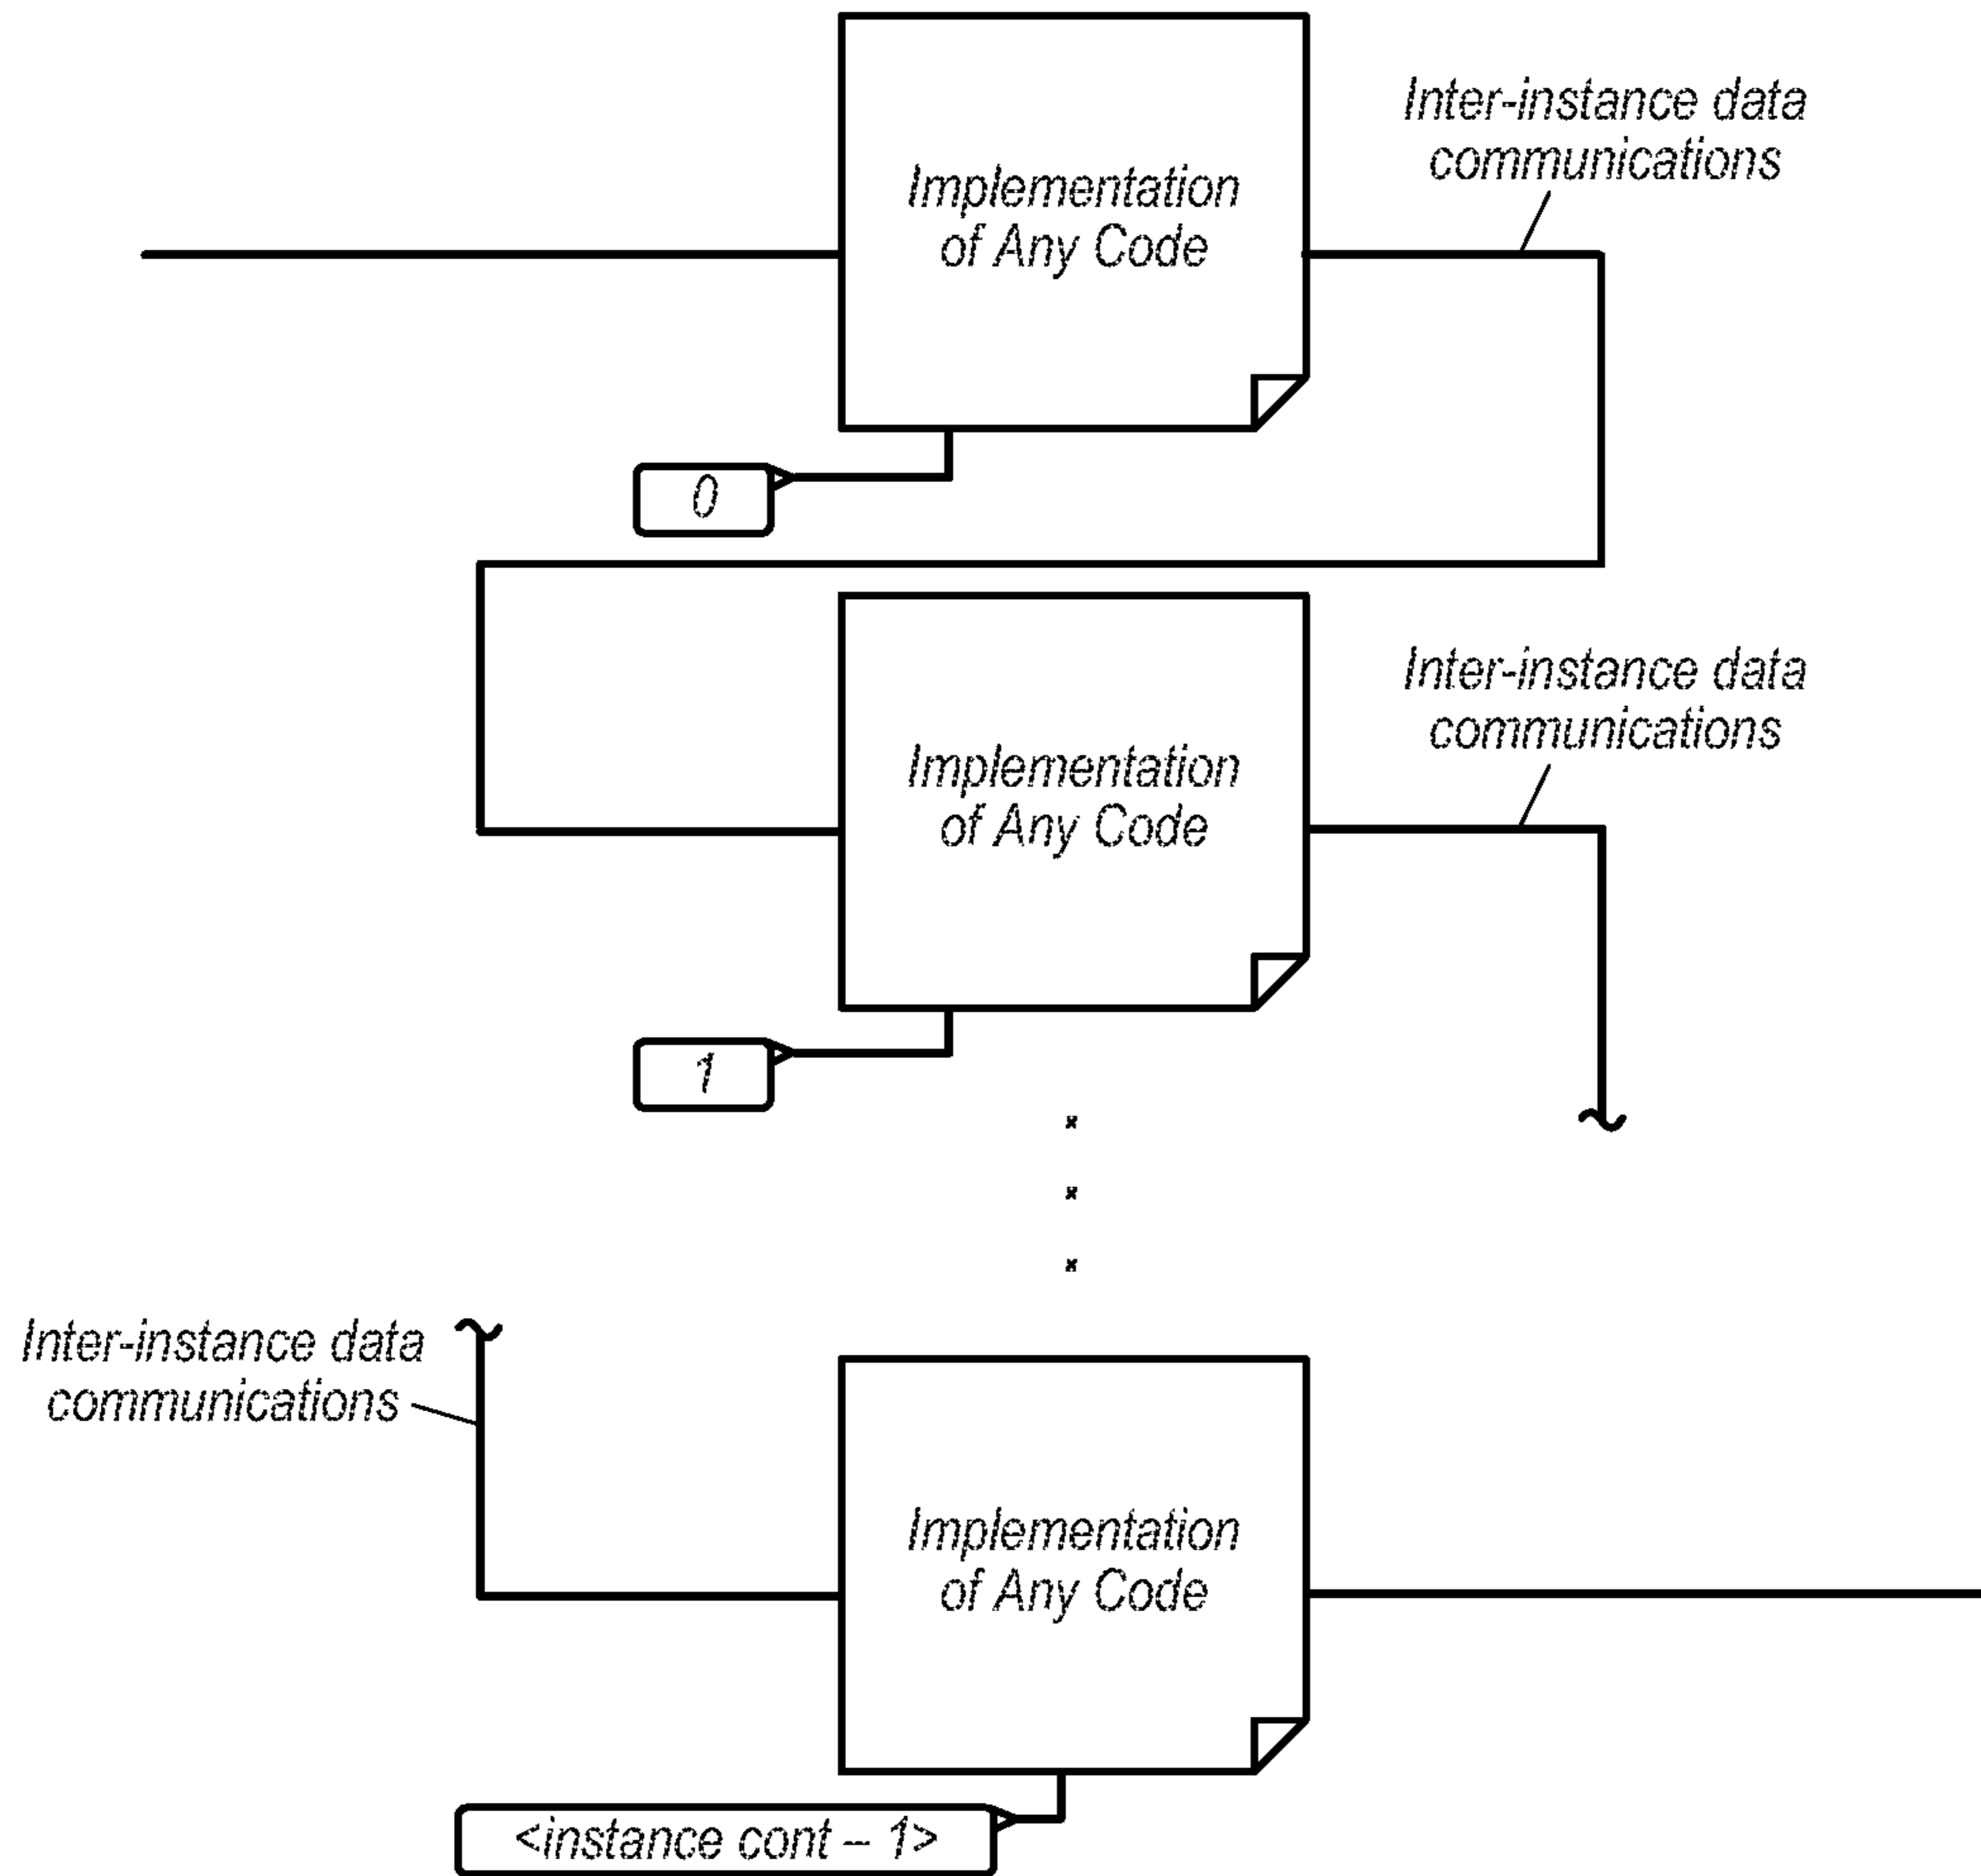 Inter-instance data
communications
Implementation
of Any Code
0
Inter-instance data
communications
Implementation
of Any Code
1
Inter-instance data
communications
Implementation
of Any Code
<instance cont – 1>